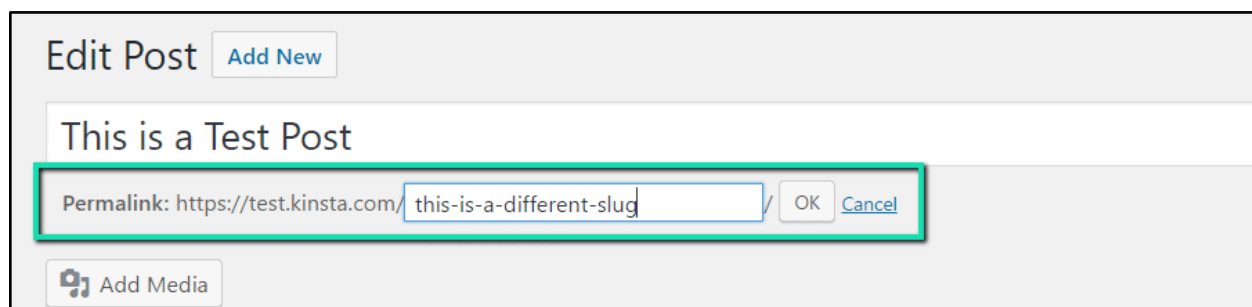 Edit Post Add New
This is a Test Post
Permalink: https://test.kinsta.com/this-is-a-different-slug/ OK Cancel
Add Media